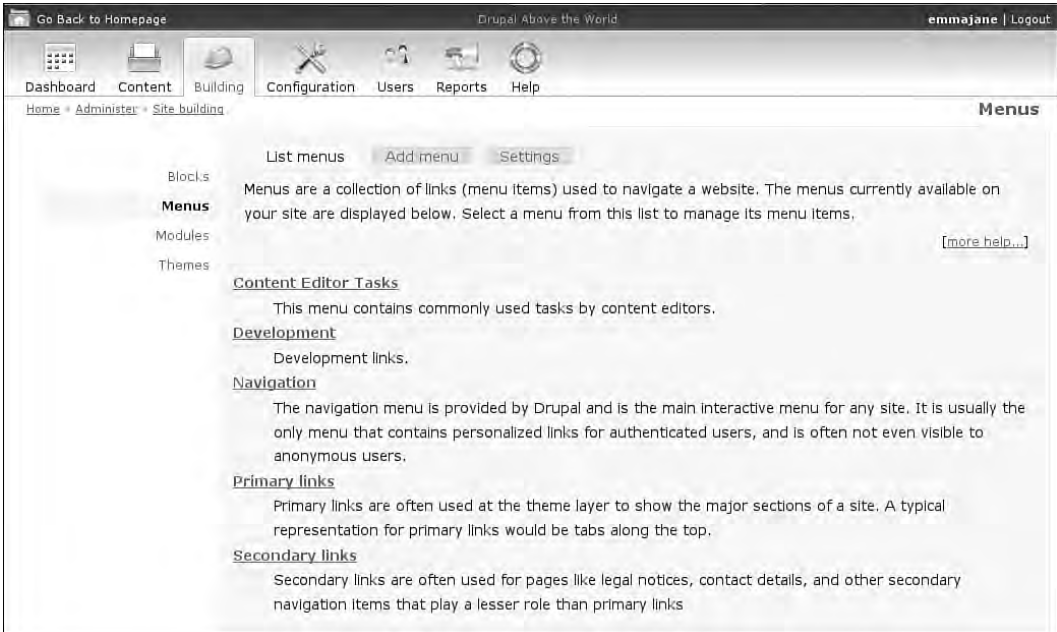 Go Back to Homepage
Drupal Above the World
emmajane | Logout
Dashboard
Content
Building
Configuration
Users
Reports
Help
Home » Administer » Site building
Menus
List menus
Add menu
Settings
Blocks
Menus
Modules
Themes
Menus are a collection of links (menu items) used to navigate a website. The menus currently available on
your site are displayed below. Select a menu from this list to manage its menu items.
[more help...]
Content Editor Tasks
This menu contains commonly used tasks by content editors.
Development
Development links.
Navigation
The navigation menu is provided by Drupal and is the main interactive menu for any site. It is usually the
only menu that contains personalized links for authenticated users, and is often not even visible to
anonymous users.
Primary links
Primary links are often used at the theme layer to show the major sections of a site. A typical
representation for primary links would be tabs along the top.
Secondary links
Secondary links are often used for pages like legal notices, contact details, and other secondary
navigation items that play a lesser role than primary links